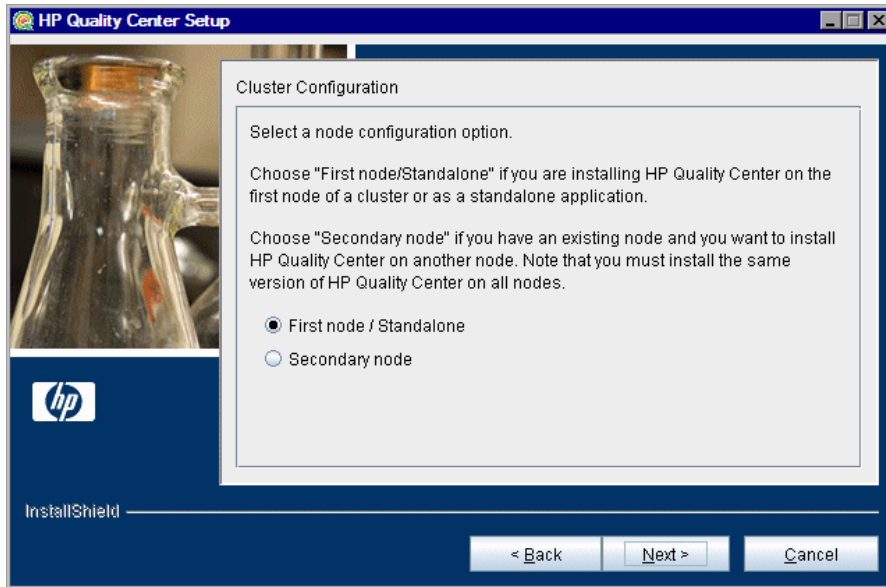 HP Quality Center Setup
Cluster Configuration
Select a node configuration option.
Choose "First node/Standalone" if you are installing HP Quality Center on the
first node of a cluster or as a standalone application.
Choose "Secondary node" if you have an existing node and you want to install
HP Quality Center on another node. Note that you must install the same
version of HP Quality Center on all nodes.
First node / Standalone
Secondary node
hp
InstallShield
< Back
Next >
Cancel